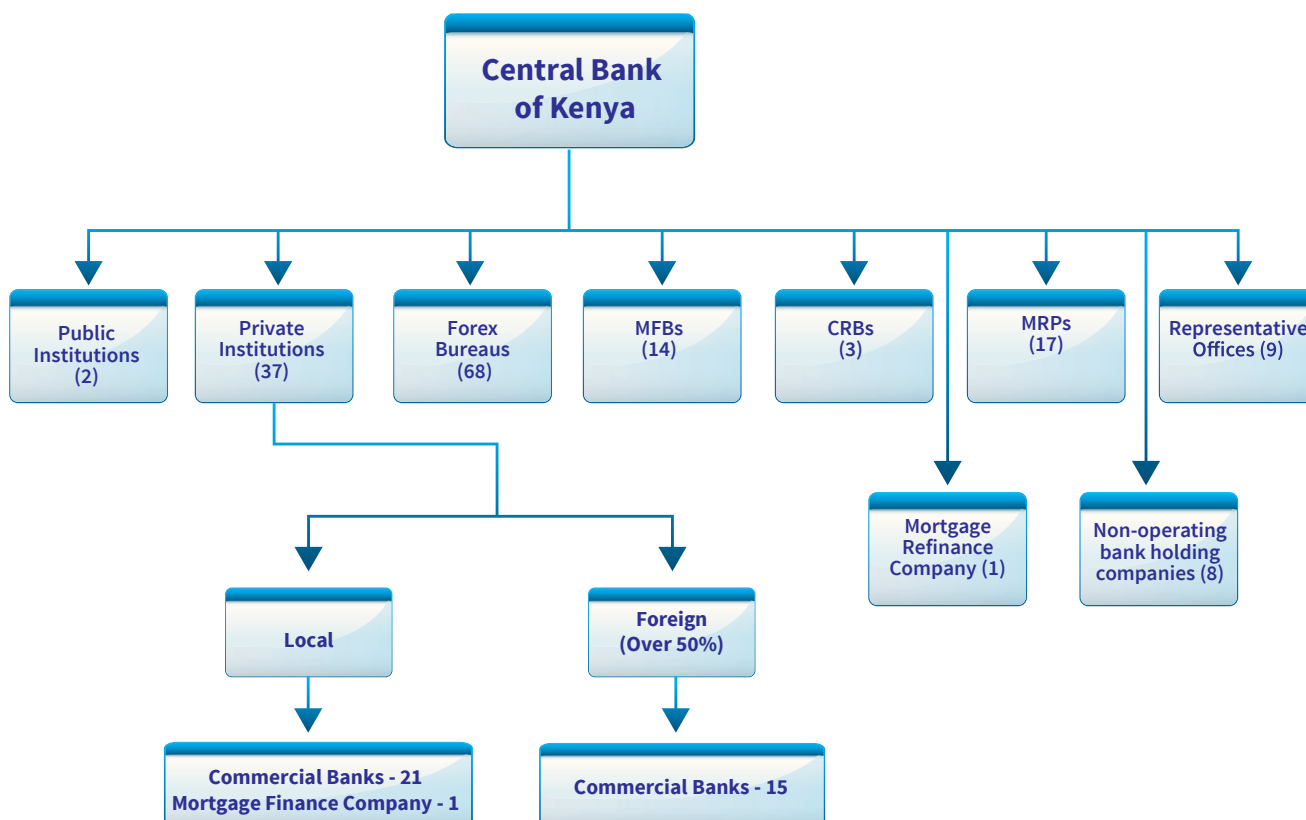 Central Bank
of Kenya
Public
Institutions
(2)
Private
Institutions
(37)
Forex
Bureaus
(68)
MFBs
(14)
CRBs
(3)
MRPs
(17)
Representative
Offices (9)
Mortgage
Refinance
Company (1)
Non-operating
bank holding
companies (8)
Local
Foreign
(Over 50%)
Commercial Banks - 21
Mortgage Finance Company - 1
Commercial Banks - 15